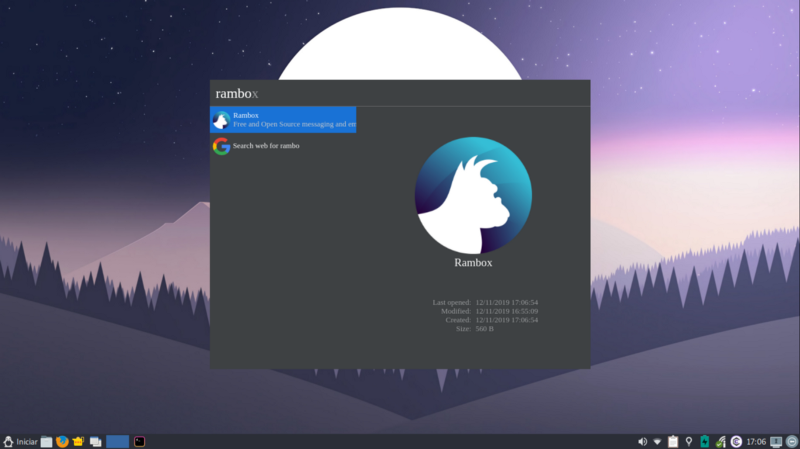 rambox
Rambox
Free and Open Source messaging and em
Search web for rambo
Rambox
Last opened: 12/11/2019 17:06:54
Modified: 12/11/2019 16:55:09
Created: 12/11/2019 17:06:54
Size: 560 B
Iniciar
17:06